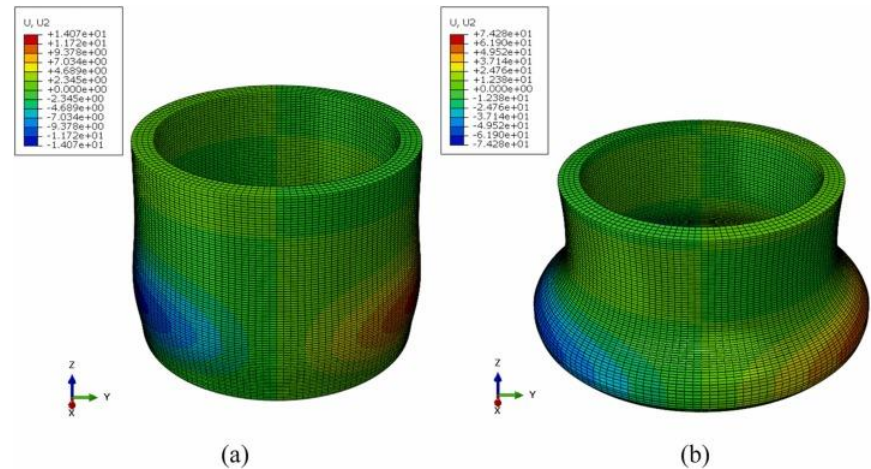 U, U2
+1.407e+01
+1.172e+01
+9.378e+00
+7.034e+00
+4.689e+00
+2.345e+00
+0.000e+00
-2.345e+00
-4.689e+00
-7.034e+00
-9.378e+00
-1.172e+01
-1.407e+01
Z
Y
X
(a)
U, U2
+7.428e+01
+6.190e+01
+4.952e+01
+3.714e+01
+2.476e+01
+1.238e+01
+0.000e+00
-1.238e+01
-2.476e+01
-3.714e+01
-4.952e+01
-6.190e+01
-7.428e+01
Z
Y
X
(b)